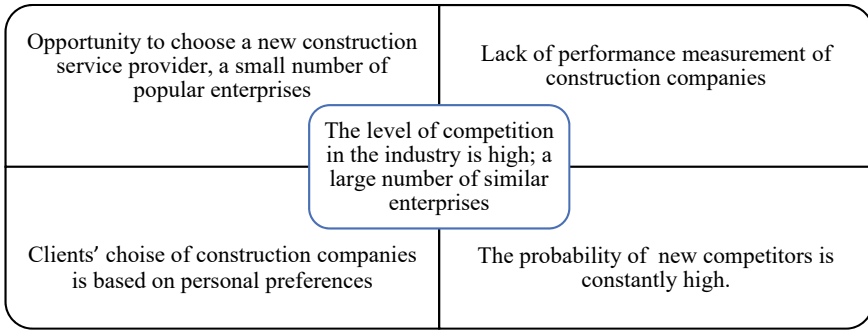 Opportunity to choose a new construction
service provider, a small number of
popular enterprises
Lack of performance measurement of
construction companies
The level of competition
in the industry is high; a
large number of similar
enterprises
Clients’ choise of construction companies
is based on personal preferences
The probability of new competitors is
constantly high.